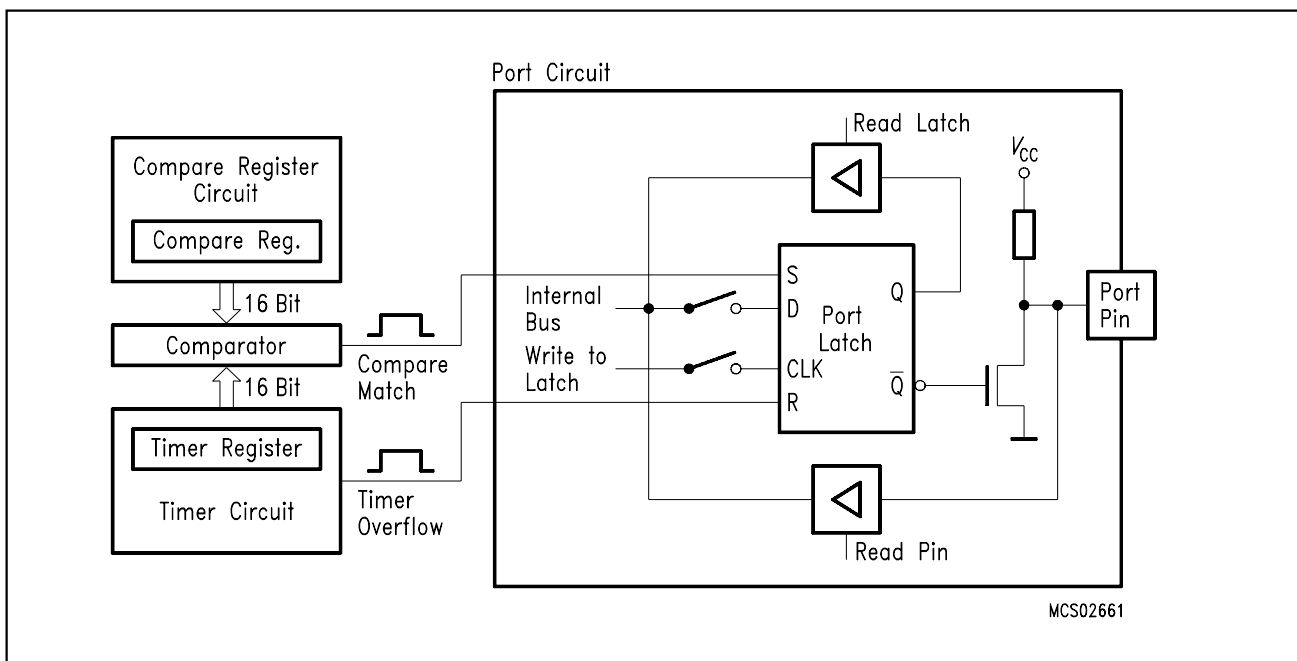 Port Circuit
Read Latch
VCC
Compare Register
Circuit
Compare Reg.
16 Bit
Comparator
16 Bit
Timer Register
Timer Circuit
Compare
Match
Timer
Overflow
Internal
Bus
Write to
Latch
S
D
CLK
R
Port
Latch
Q
Q̅
Port
Pin
Read Pin
MCS02661